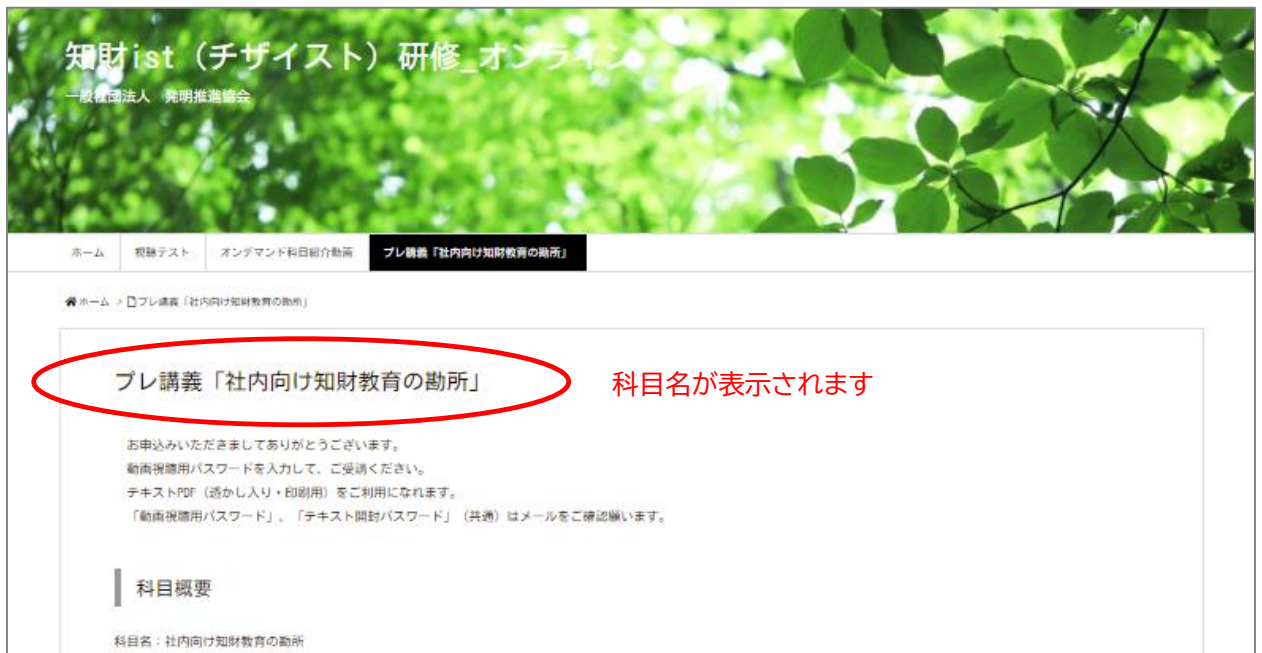 知財ist（チザイスト）研修_オンライン
一般社団法人　発明推進協会
ホーム　視聴テスト　オンデマンド科目紹介動画　プレ講義「社内向け知財教育の勘所」
ホーム > プレ講義「社内向け知財教育の勘所」
プレ講義「社内向け知財教育の勘所」　科目名が表示されます
お申込みいただきましてありがとうございます。
動画視聴用パスワードを入力して、ご受講ください。
テキストPDF（透かし入り・印刷用）をご利用になれます。
「動画視聴用パスワード」、「テキスト開封パスワード」（共通）はメールをご確認願います。
科目概要
科目名：社内向け知財教育の勘所